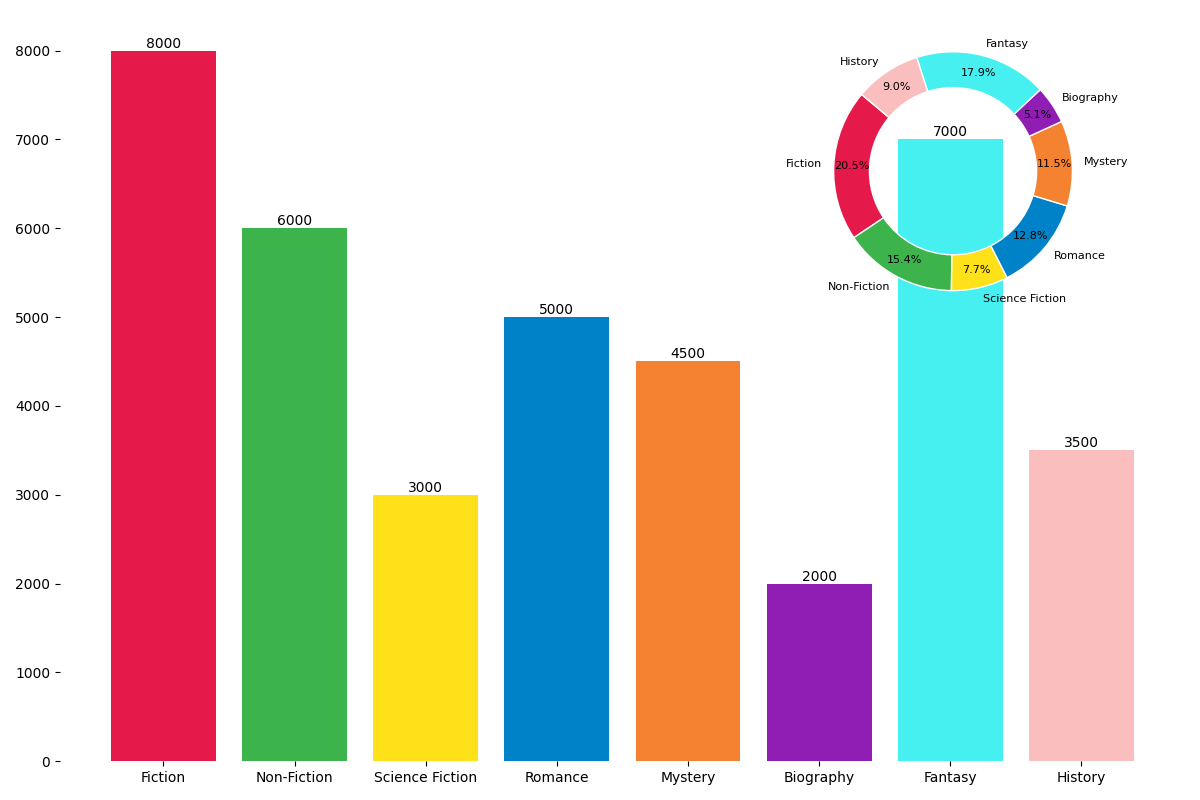 8000
7000
6000
5000
4000
3000
2000
1000
0
8000
6000
3000
5000
4500
2000
7000
3500
Fiction
Non-Fiction
Science Fiction
Romance
Mystery
Biography
Fantasy
History
Fantasy
17.9%
History
9.0%
Biography
5.1%
Fiction
20.5%
Mystery
11.5%
Romance
12.8%
Non-Fiction
15.4%
Science Fiction
7.7%